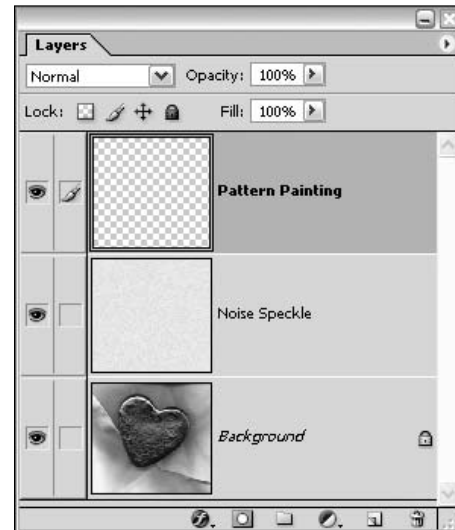 Layers
Normal Opacity: 100%
Lock: Fill: 100%
Pattern Painting
Noise Speckle
Background